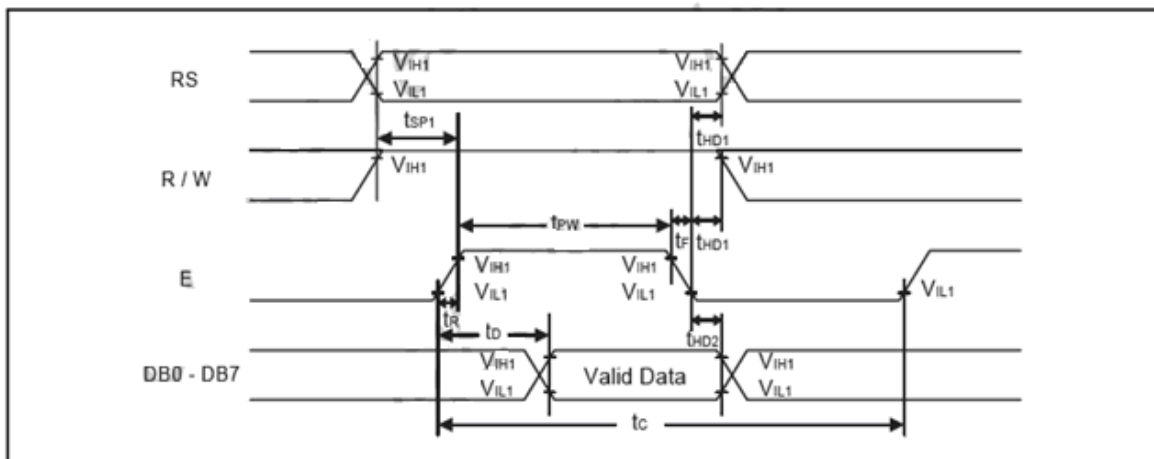 RS
VIH1 VIH1
VIL1 VIL1
tSP1
tHD1
R / W
VIH1 VIH1
tPW
tF tHD1
E
VIH1 VIH1
VIL1 VIL1 VIL1
tR
tD
tHD2
DB0 - DB7
VIH1 VIH1
Valid Data
VIL1 VIL1
tC